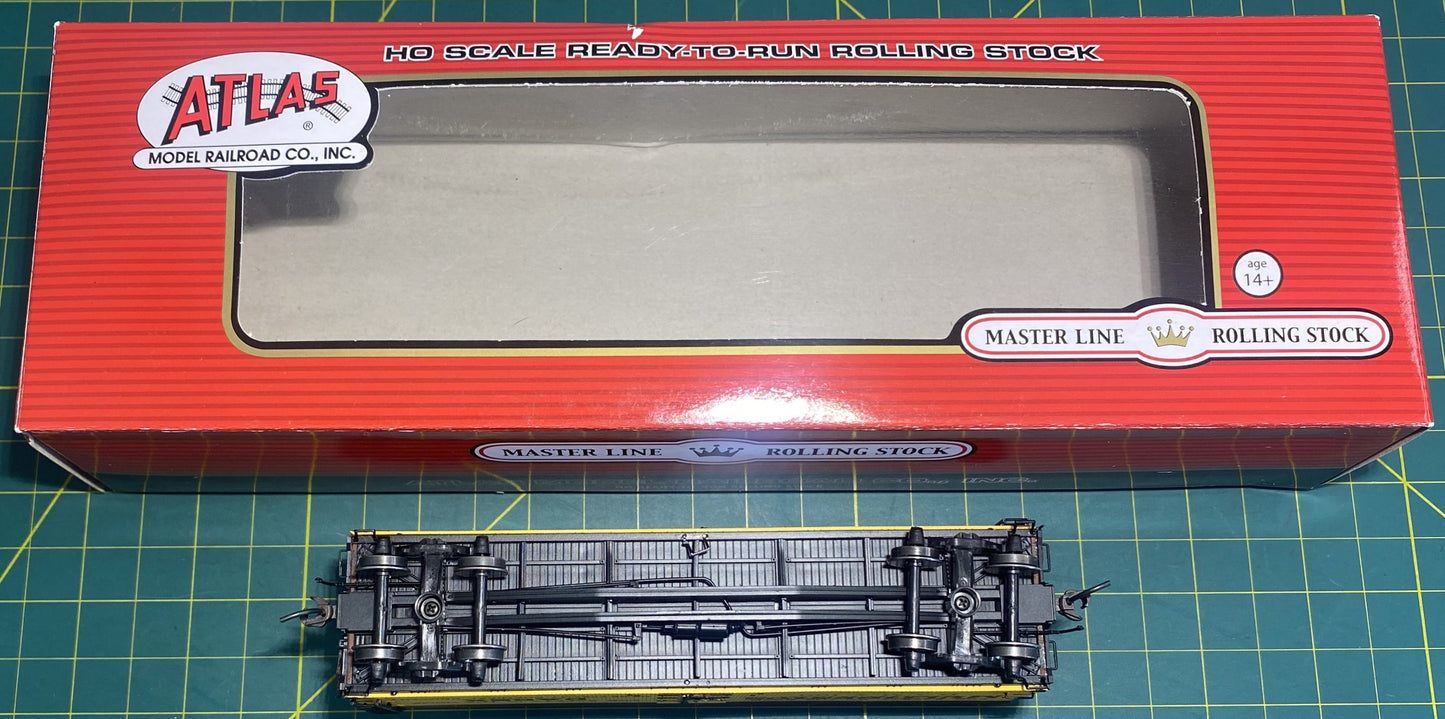 HO SCALE READY-TO-RUN ROLLING STOCK
ATLAS
®
MODEL RAILROAD CO., INC.
age
14+
MASTER LINE ROLLING STOCK
MASTER LINE ROLLING STOCK